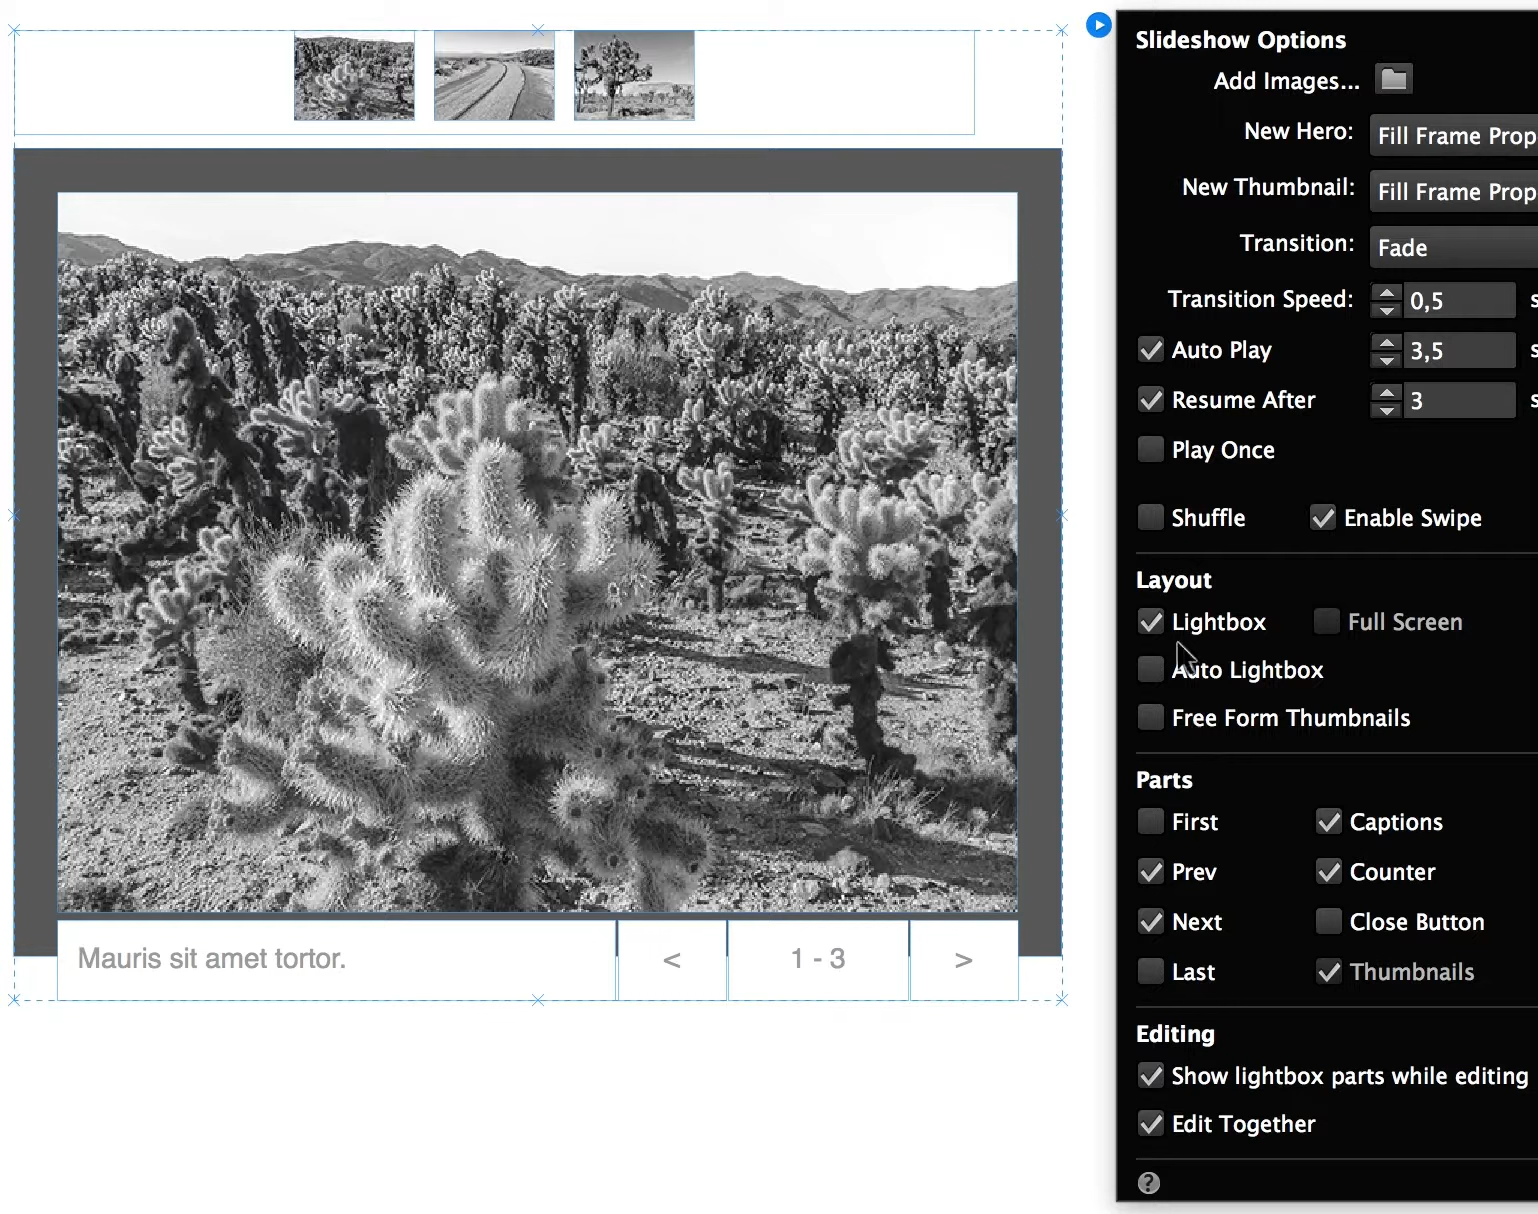 Slideshow Options
Add Images...
New Hero: Fill Frame Prop
New Thumbnail: Fill Frame Prop
Transition: Fade
Transition Speed: 0,5 s
Auto Play 3,5 s
Resume After 3 s
Play Once
Shuffle Enable Swipe
Layout
Lightbox Full Screen
Auto Lightbox
Free Form Thumbnails
Parts
First Captions
Prev Counter
Next Close Button
Last Thumbnails
Editing
Show lightbox parts while editing
Edit Together
?
Mauris sit amet tortor. < 1 - 3 >